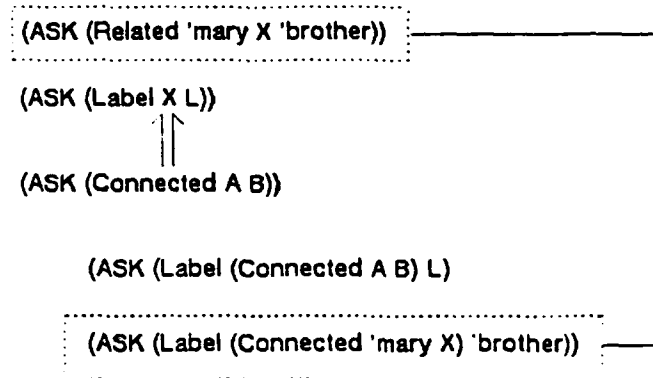 (ASK (Related 'mary X 'brother))
(ASK (Label X L))
(ASK (Connected A B))
(ASK (Label (Connected A B) L)
(ASK (Label (Connected 'mary X) 'brother))